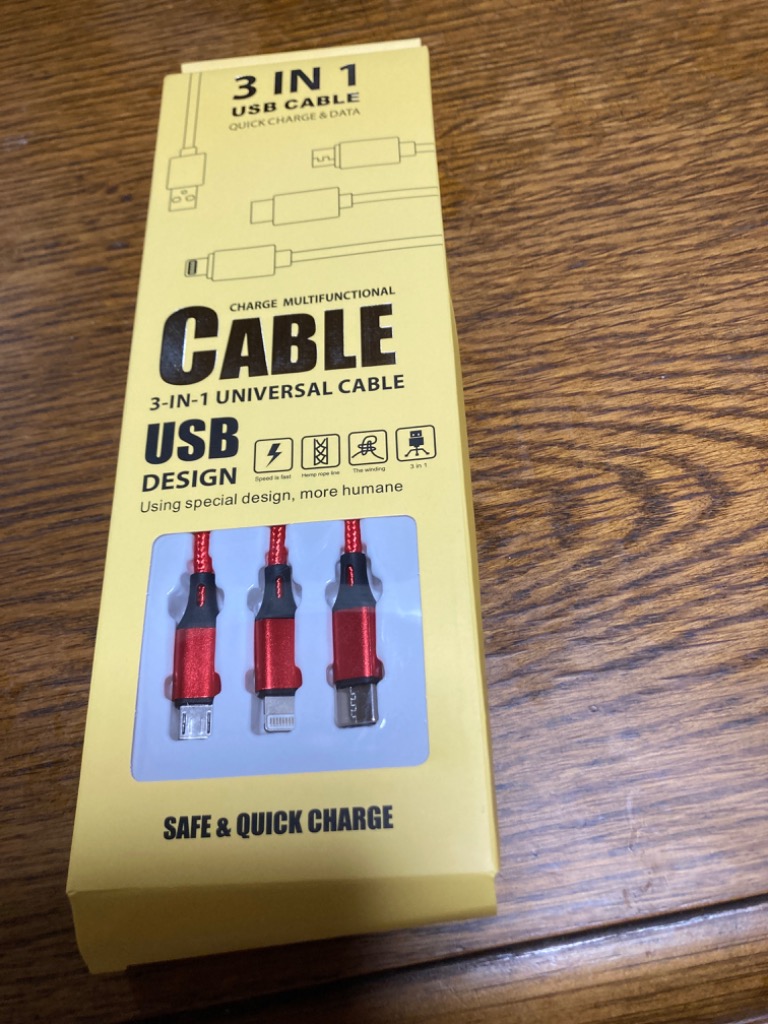 3 IN 1
USB CABLE
QUICK CHARGE & DATA
CHARGE MULTIFUNCTIONAL
CABLE
3-IN-1 UNIVERSAL CABLE
USB
DESIGN
Speed is fast
Hemp rope line
The winding
3 in 1
Using special design, more humane
SAFE & QUICK CHARGE